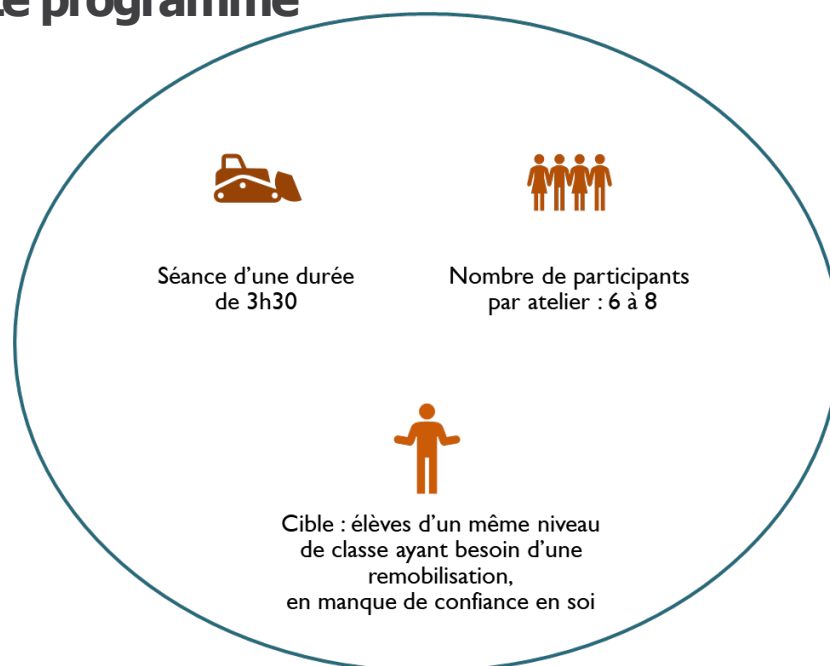 Le programme
Séance d'une durée
de 3h30
Nombre de participants
par atelier : 6 à 8
Cible : élèves d'un même niveau
de classe ayant besoin d'une
remobilisation,
en manque de confiance en soi